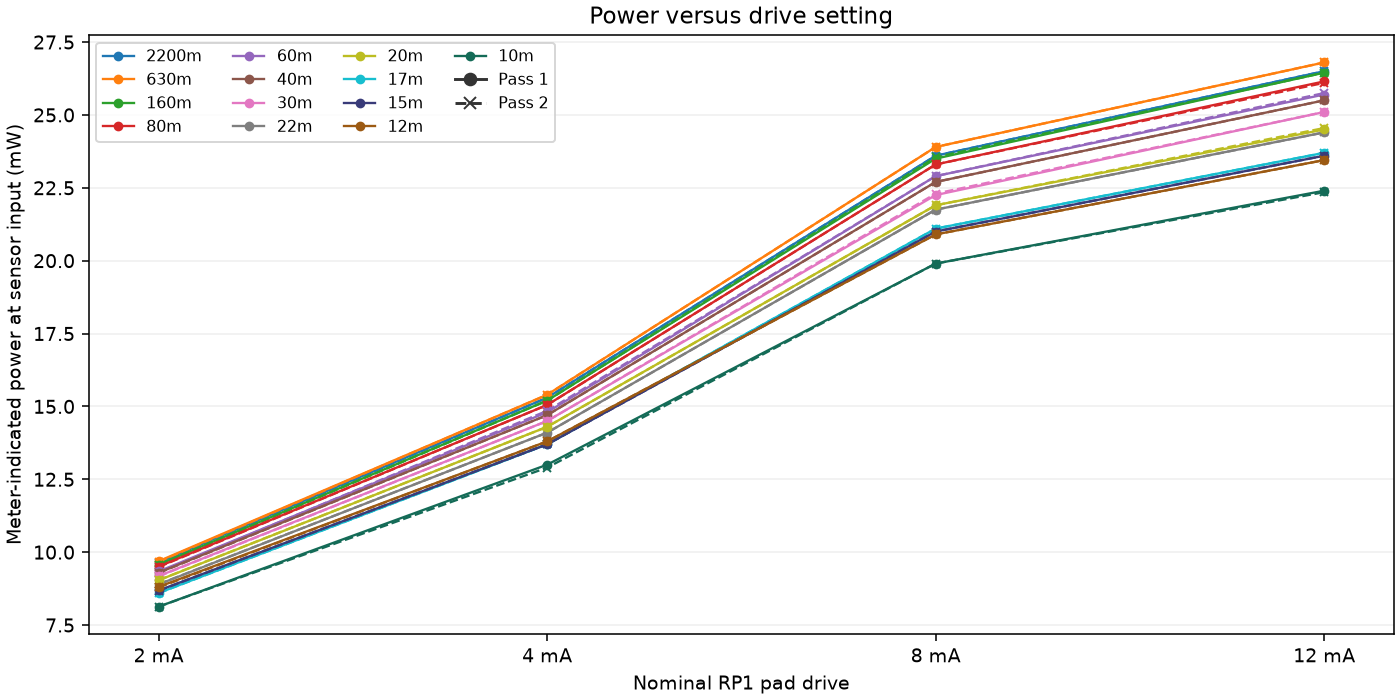 Power versus drive setting
Meter-indicated power at sensor input (mW)
27.5
25.0
22.5
20.0
17.5
15.0
12.5
10.0
7.5
2200m 60m 20m 10m
630m 40m 17m Pass 1
160m 30m 15m Pass 2
80m 22m 12m
2 mA 4 mA 8 mA 12 mA
Nominal RP1 pad drive